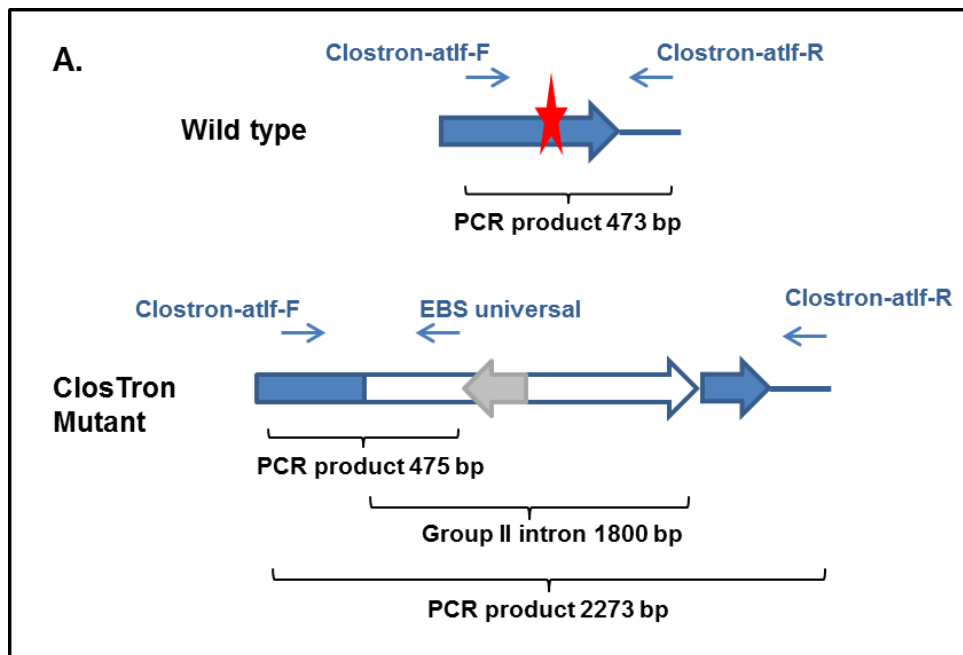 A.
Clostron-atlf-F
Clostron-atlf-R
Wild type
PCR product 473 bp
Clostron-atlf-F
EBS universal
Clostron-atlf-R
ClosTron
Mutant
PCR product 475 bp
Group II intron 1800 bp
PCR product 2273 bp